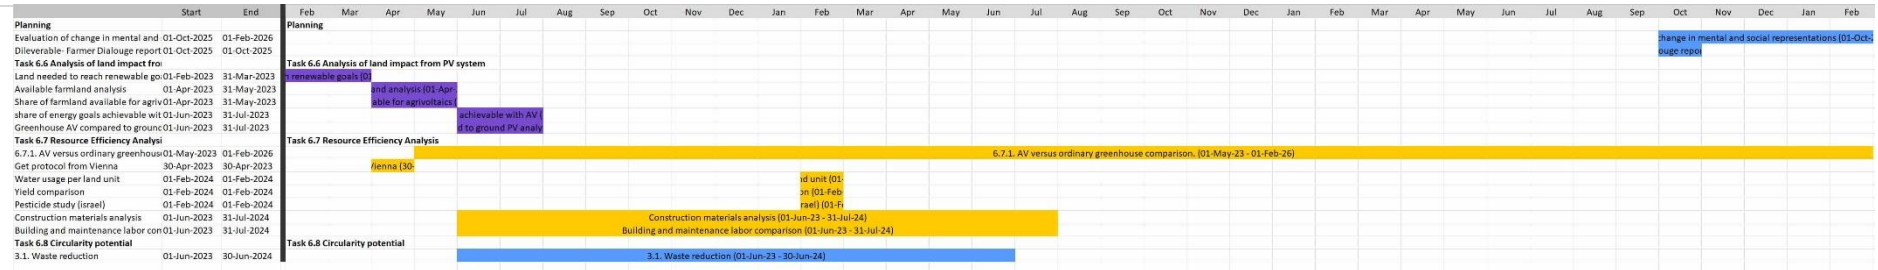 Start End Feb Mar Apr May Jun Jul Aug Sep Oct Nov Dec Jan Feb Mar Apr May Jun Jul Aug Sep Oct Nov Dec Jan Feb Mar Apr May Jun Jul Aug Sep Oct Nov Dec Jan Feb
Planning Planning
Evaluation of change in mental and 01-Oct-2025 01-Feb-2026 change in mental and social representations (01-Oct-2
Dileverable- Farmer Dialouge report 01-Oct-2025 01-Oct-2025 ouge repor
Task 6.6 Analysis of land impact fro Task 6.6 Analysis of land impact from PV system
Land needed to reach renewable go 01-Feb-2023 31-Mar-2023 renewable goals (01
Available farmland analysis 01-Apr-2023 31-May-2023 and analysis (01-Apr-
Share of farmland available for agriv 01-Apr-2023 31-May-2023 able for agrivoltaics (
share of energy goals achievable wit 01-Jun-2023 31-Jul-2023 achievable with AV (
Greenhouse AV compared to ground 01-Jun-2023 31-Jul-2023 d to ground PV analy
Task 6.7 Resource Efficiency Analysi Task 6.7 Resource Efficiency Analysis
6.7.1. AV versus ordinary greenhouse 01-May-2023 01-Feb-2026 6.7.1. AV versus ordinary greenhouse comparison. (01-May-23 - 01-Feb-26)
Get protocol from Vienna 30-Apr-2023 30-Apr-2023 Vienna (30-
Water usage per land unit 01-Feb-2024 01-Feb-2024 nd unit (01-
Yield comparison 01-Feb-2024 01-Feb-2024 on (01-Feb-
Pesticide study (israel) 01-Feb-2024 01-Feb-2024 rael) (01-F
Construction materials analysis 01-Jun-2023 31-Jul-2024 Construction materials analysis (01-Jun-23 - 31-Jul-24)
Building and maintenance labor con 01-Jun-2023 31-Jul-2024 Building and maintenance labor comparison (01-Jun-23 - 31-Jul-24)
Task 6.8 Circularity potential Task 6.8 Circularity potential
3.1. Waste reduction 01-Jun-2023 30-Jun-2024 3.1. Waste reduction (01-Jun-23 - 30-Jun-24)